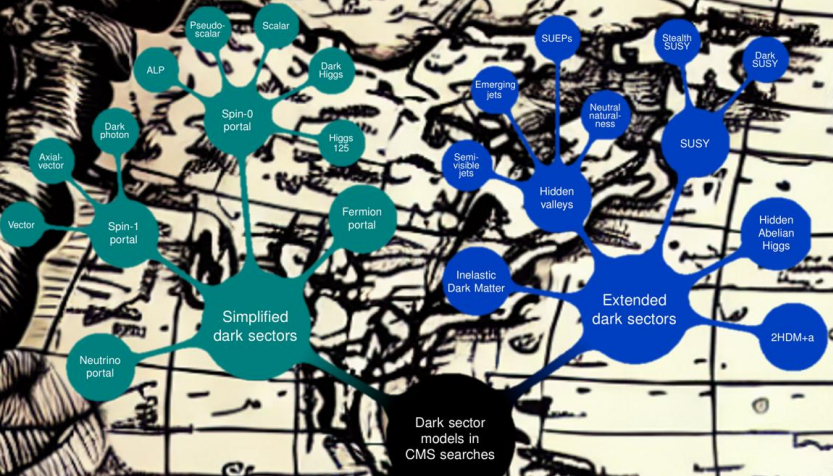 Pseudo-
scalar
Scalar
ALP
Dark
Higgs
Spin-0
portal
Higgs
125
Dark
photon
Axial-
vector
Vector
Spin-1
portal
Fermion
portal
Simplified
dark sectors
Neutrino
portal
SUEPs
Emerging
jets
Neutral
natural-
ness
Semi-
visible
jets
Hidden
valleys
Stealth
SUSY
Dark
SUSY
SUSY
Hidden
Abelian
Higgs
Inelastic
Dark Matter
Extended
dark sectors
2HDM+a
Dark sector
models in
CMS searches